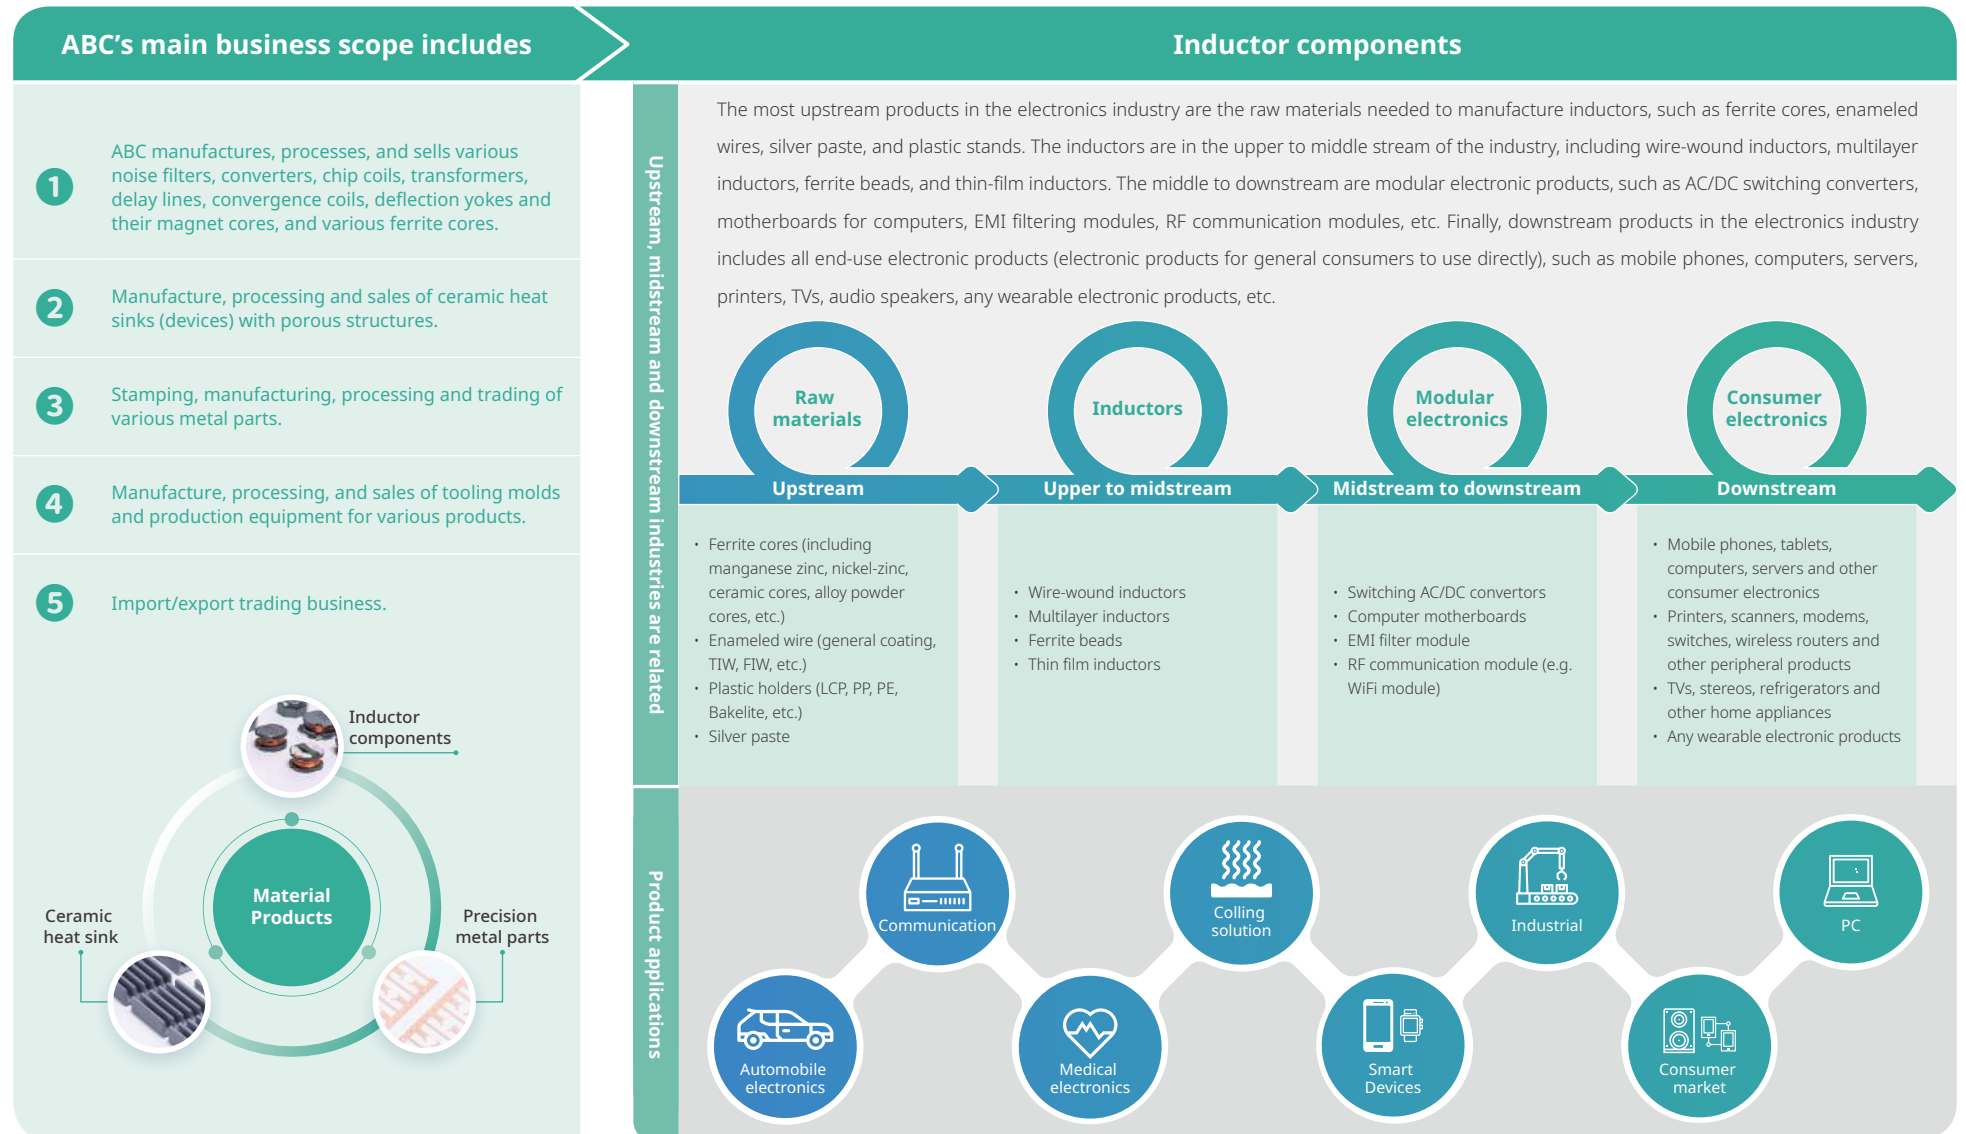 ABC’s main business scope includes
1
ABC manufactures, processes, and sells various
noise filters, converters, chip coils, transformers,
delay lines, convergence coils, deflection yokes and
their magnet cores, and various ferrite cores.
2
Manufacture, processing and sales of ceramic heat
sinks (devices) with porous structures.
3
Stamping, manufacturing, processing and trading of
various metal parts.
4
Manufacture, processing, and sales of tooling molds
and production equipment for various products.
5
Import/export trading business.
Inductor
components
Material
Products
Ceramic
heat sink
Precision
metal parts
Inductor components
Upstream, midstream and downstream industries are related
The most upstream products in the electronics industry are the raw materials needed to manufacture inductors, such as ferrite cores, enameled
wires, silver paste, and plastic stands. The inductors are in the upper to middle stream of the industry, including wire-wound inductors, multilayer
inductors, ferrite beads, and thin-film inductors. The middle to downstream are modular electronic products, such as AC/DC switching converters,
motherboards for computers, EMI filtering modules, RF communication modules, etc. Finally, downstream products in the electronics industry
includes all end-use electronic products (electronic products for general consumers to use directly), such as mobile phones, computers, servers,
printers, TVs, audio speakers, any wearable electronic products, etc.
Raw
materials
Inductors
Modular
electronics
Consumer
electronics
Upstream
Upper to midstream
Midstream to downstream
Downstream
• Ferrite cores (including
manganese zinc, nickel-zinc,
ceramic cores, alloy powder
cores, etc.)
• Enameled wire (general coating,
TIW, FIW, etc.)
• Plastic holders (LCP, PP, PE,
Bakelite, etc.)
• Silver paste
• Wire-wound inductors
• Multilayer inductors
• Ferrite beads
• Thin film inductors
• Switching AC/DC convertors
• Computer motherboards
• EMI filter module
• RF communication module (e.g.
WiFi module)
• Mobile phones, tablets,
computers, servers and other
consumer electronics
• Printers, scanners, modems,
switches, wireless routers and
other peripheral products
• TVs, stereos, refrigerators and
other home appliances
• Any wearable electronic products
Product applications
Automobile
electronics
Communication
Medical
electronics
Colling
solution
Smart
Devices
Industrial
Consumer
market
PC